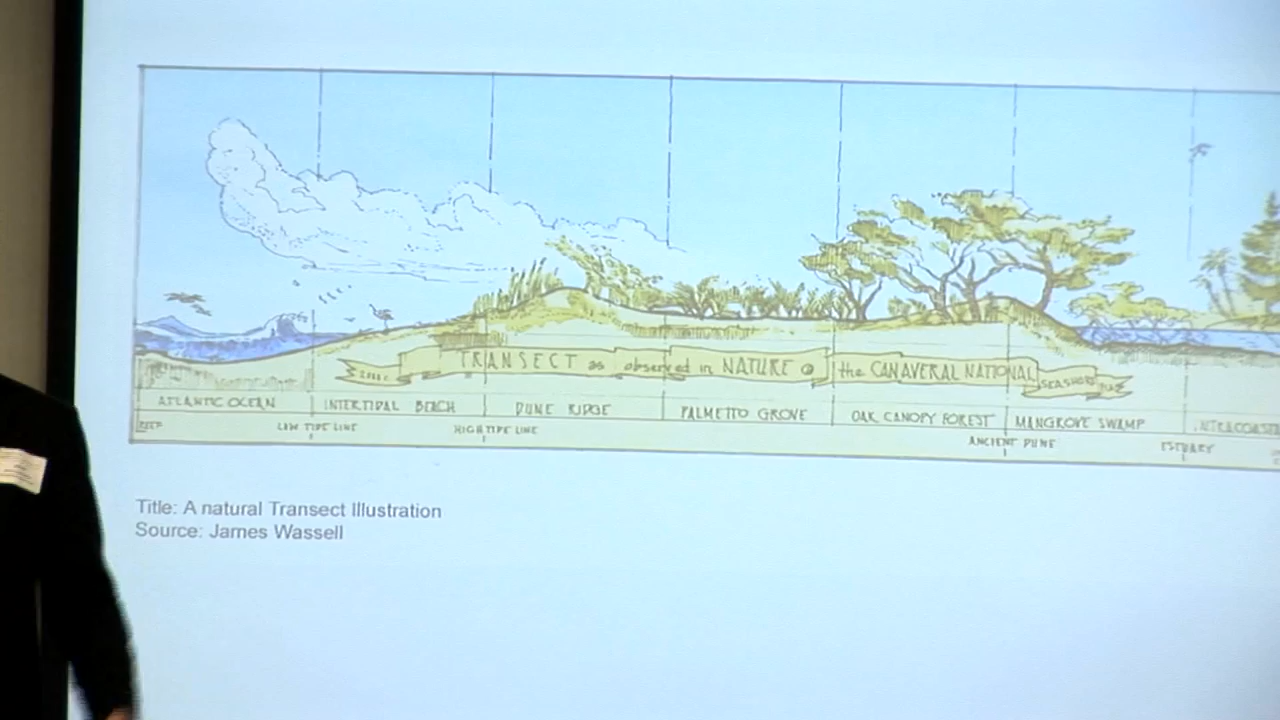 TRANSECT as observed in NATURE @ the CANAVERAL NATIONAL SEASHORE
ATLANTIC OCEAN INTERTIDAL BEACH DUNE RIDGE PALMETTO GROVE OAK CANOPY FOREST MANGROVE SWAMP INTRACOASTA
LOW TIDE LINE HIGH TIDE LINE ANCIENT DUNE ESTUARY
Title: A natural Transect Illustration
Source: James Wassell